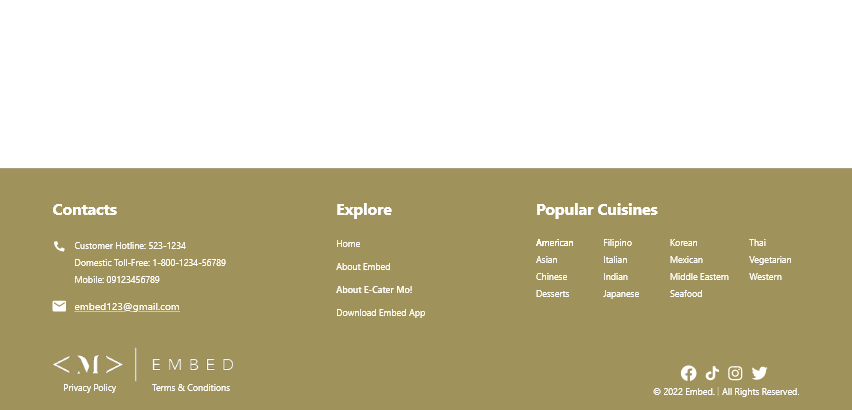 Contacts
Customer Hotline: 523-1234
Domestic Toll-Free: 1-800-1234-56789
Mobile: 09123456789
embed123@gmail.com
Explore
Home
About Embed
About E-Cater Mo!
Download Embed App
Popular Cuisines
American Filipino Korean Thai
Asian Italian Mexican Vegetarian
Chinese Indian Middle Eastern Western
Desserts Japanese Seafood
<M> | EMBED
Privacy Policy Terms & Conditions
© 2022 Embed. | All Rights Reserved.